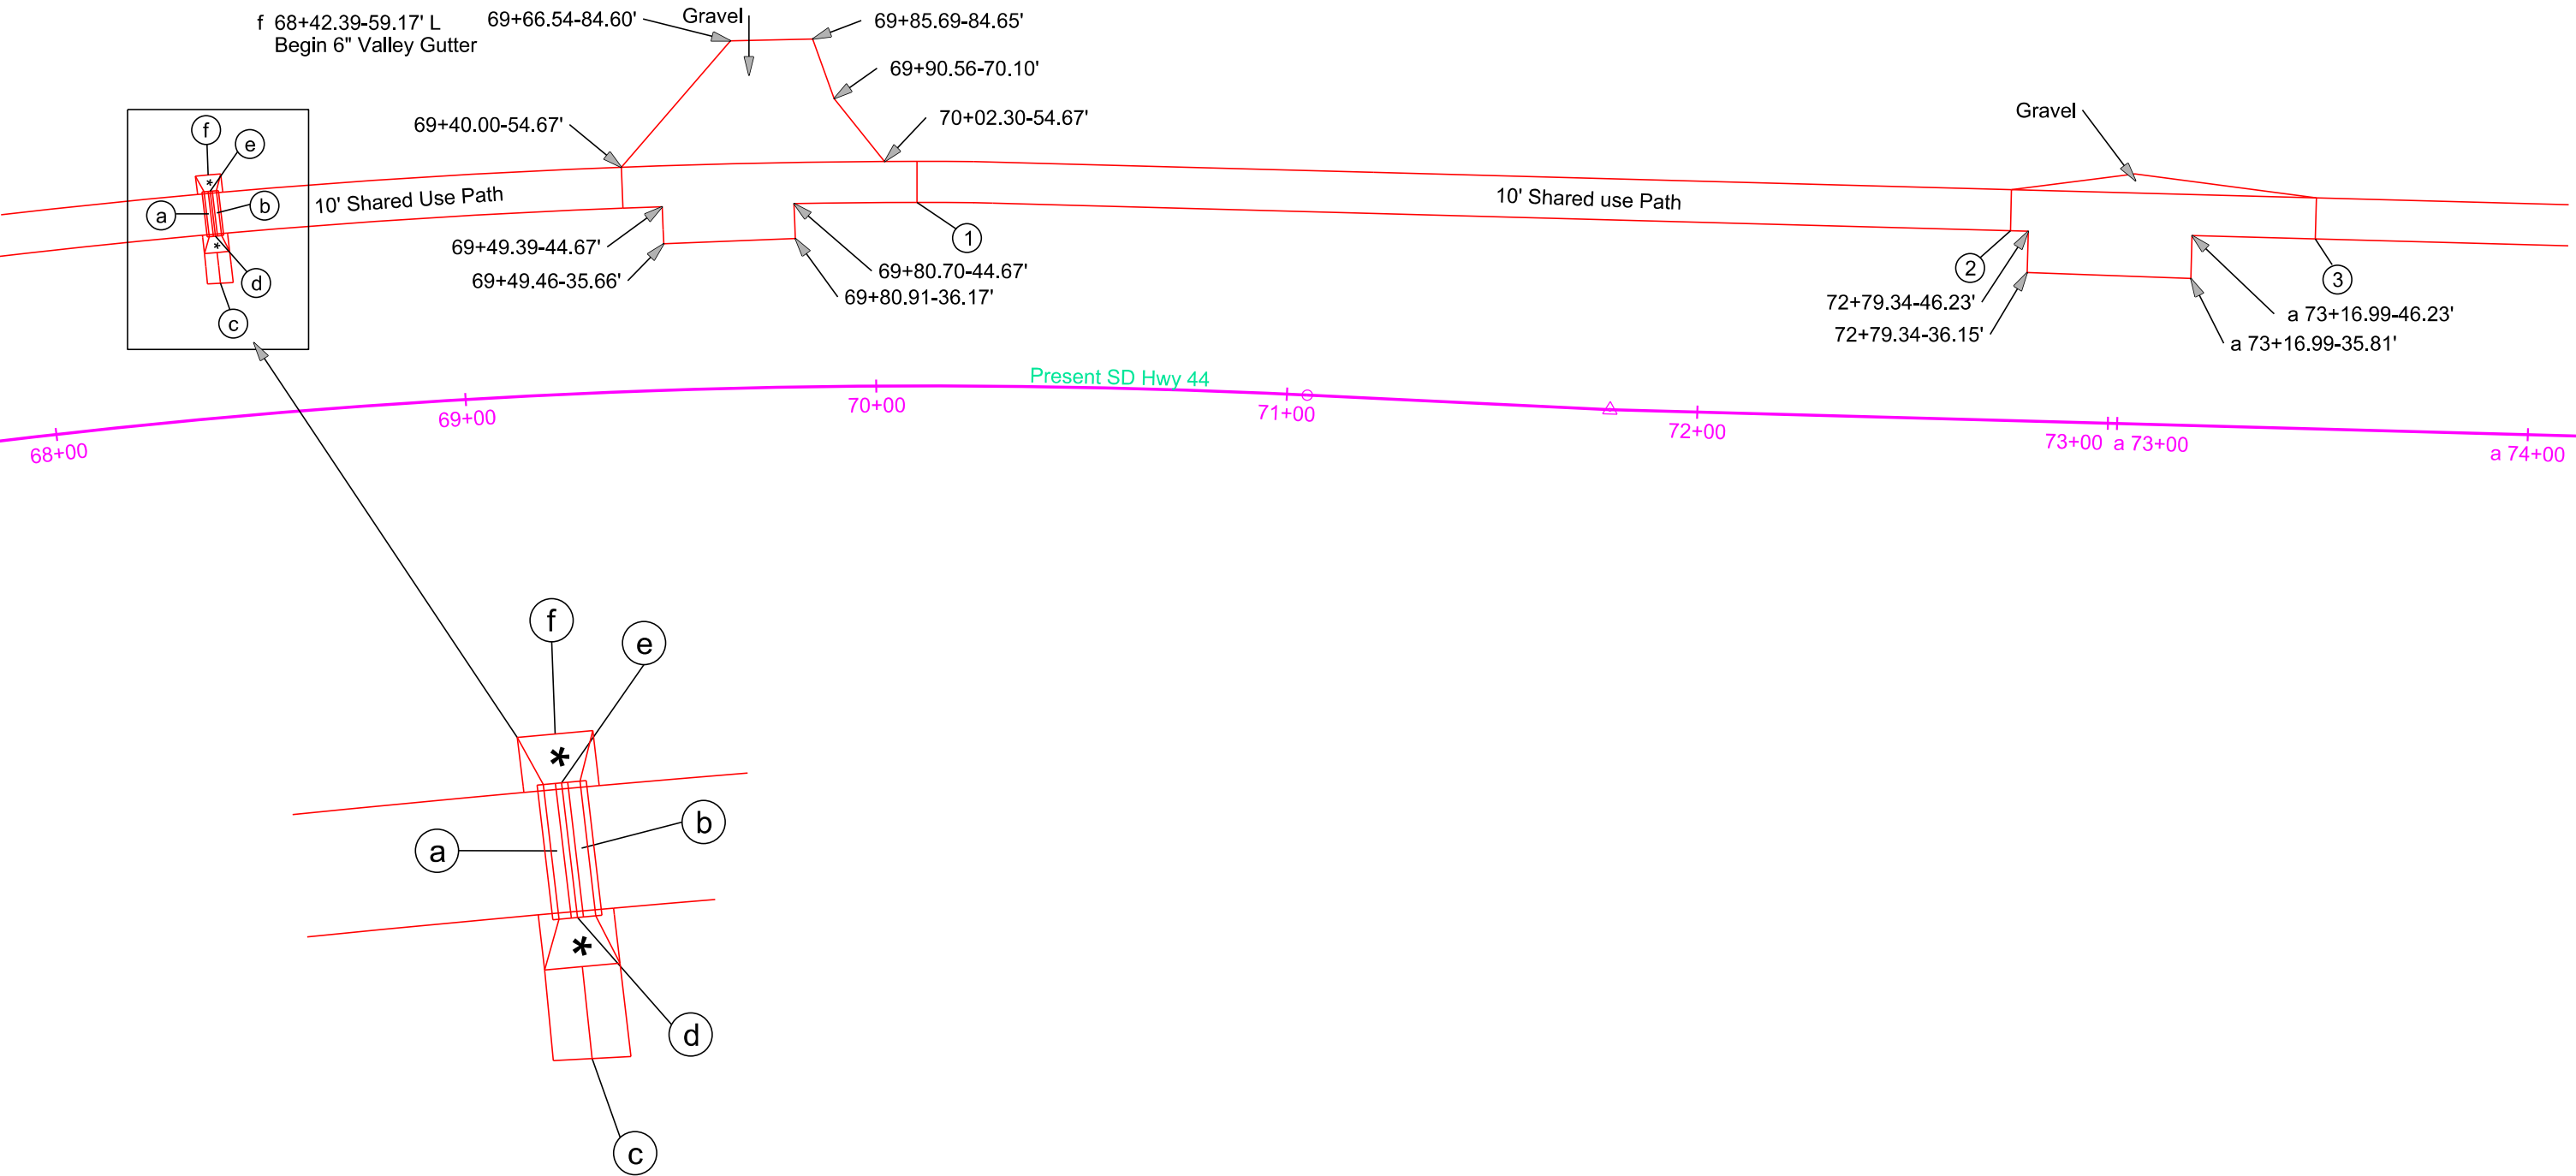 f 68+42.39-59.17' L
Begin 6" Valley Gutter
69+66.54-84.60'
Gravel
69+85.69-84.65'
69+90.56-70.10'
69+40.00-54.67'
70+02.30-54.67'
Gravel
f
e
*
a
b
*
d
c
10' Shared Use Path
10' Shared use Path
69+49.39-44.67'
69+49.46-35.66'
1
69+80.70-44.67'
69+80.91-36.17'
2
3
72+79.34-46.23'
72+79.34-36.15'
a 73+16.99-46.23'
a 73+16.99-35.81'
Present SD Hwy 44
68+00
69+00
70+00
71+00
72+00
73+00
a 73+00
a 74+00
f
e
*
b
a
*
d
c